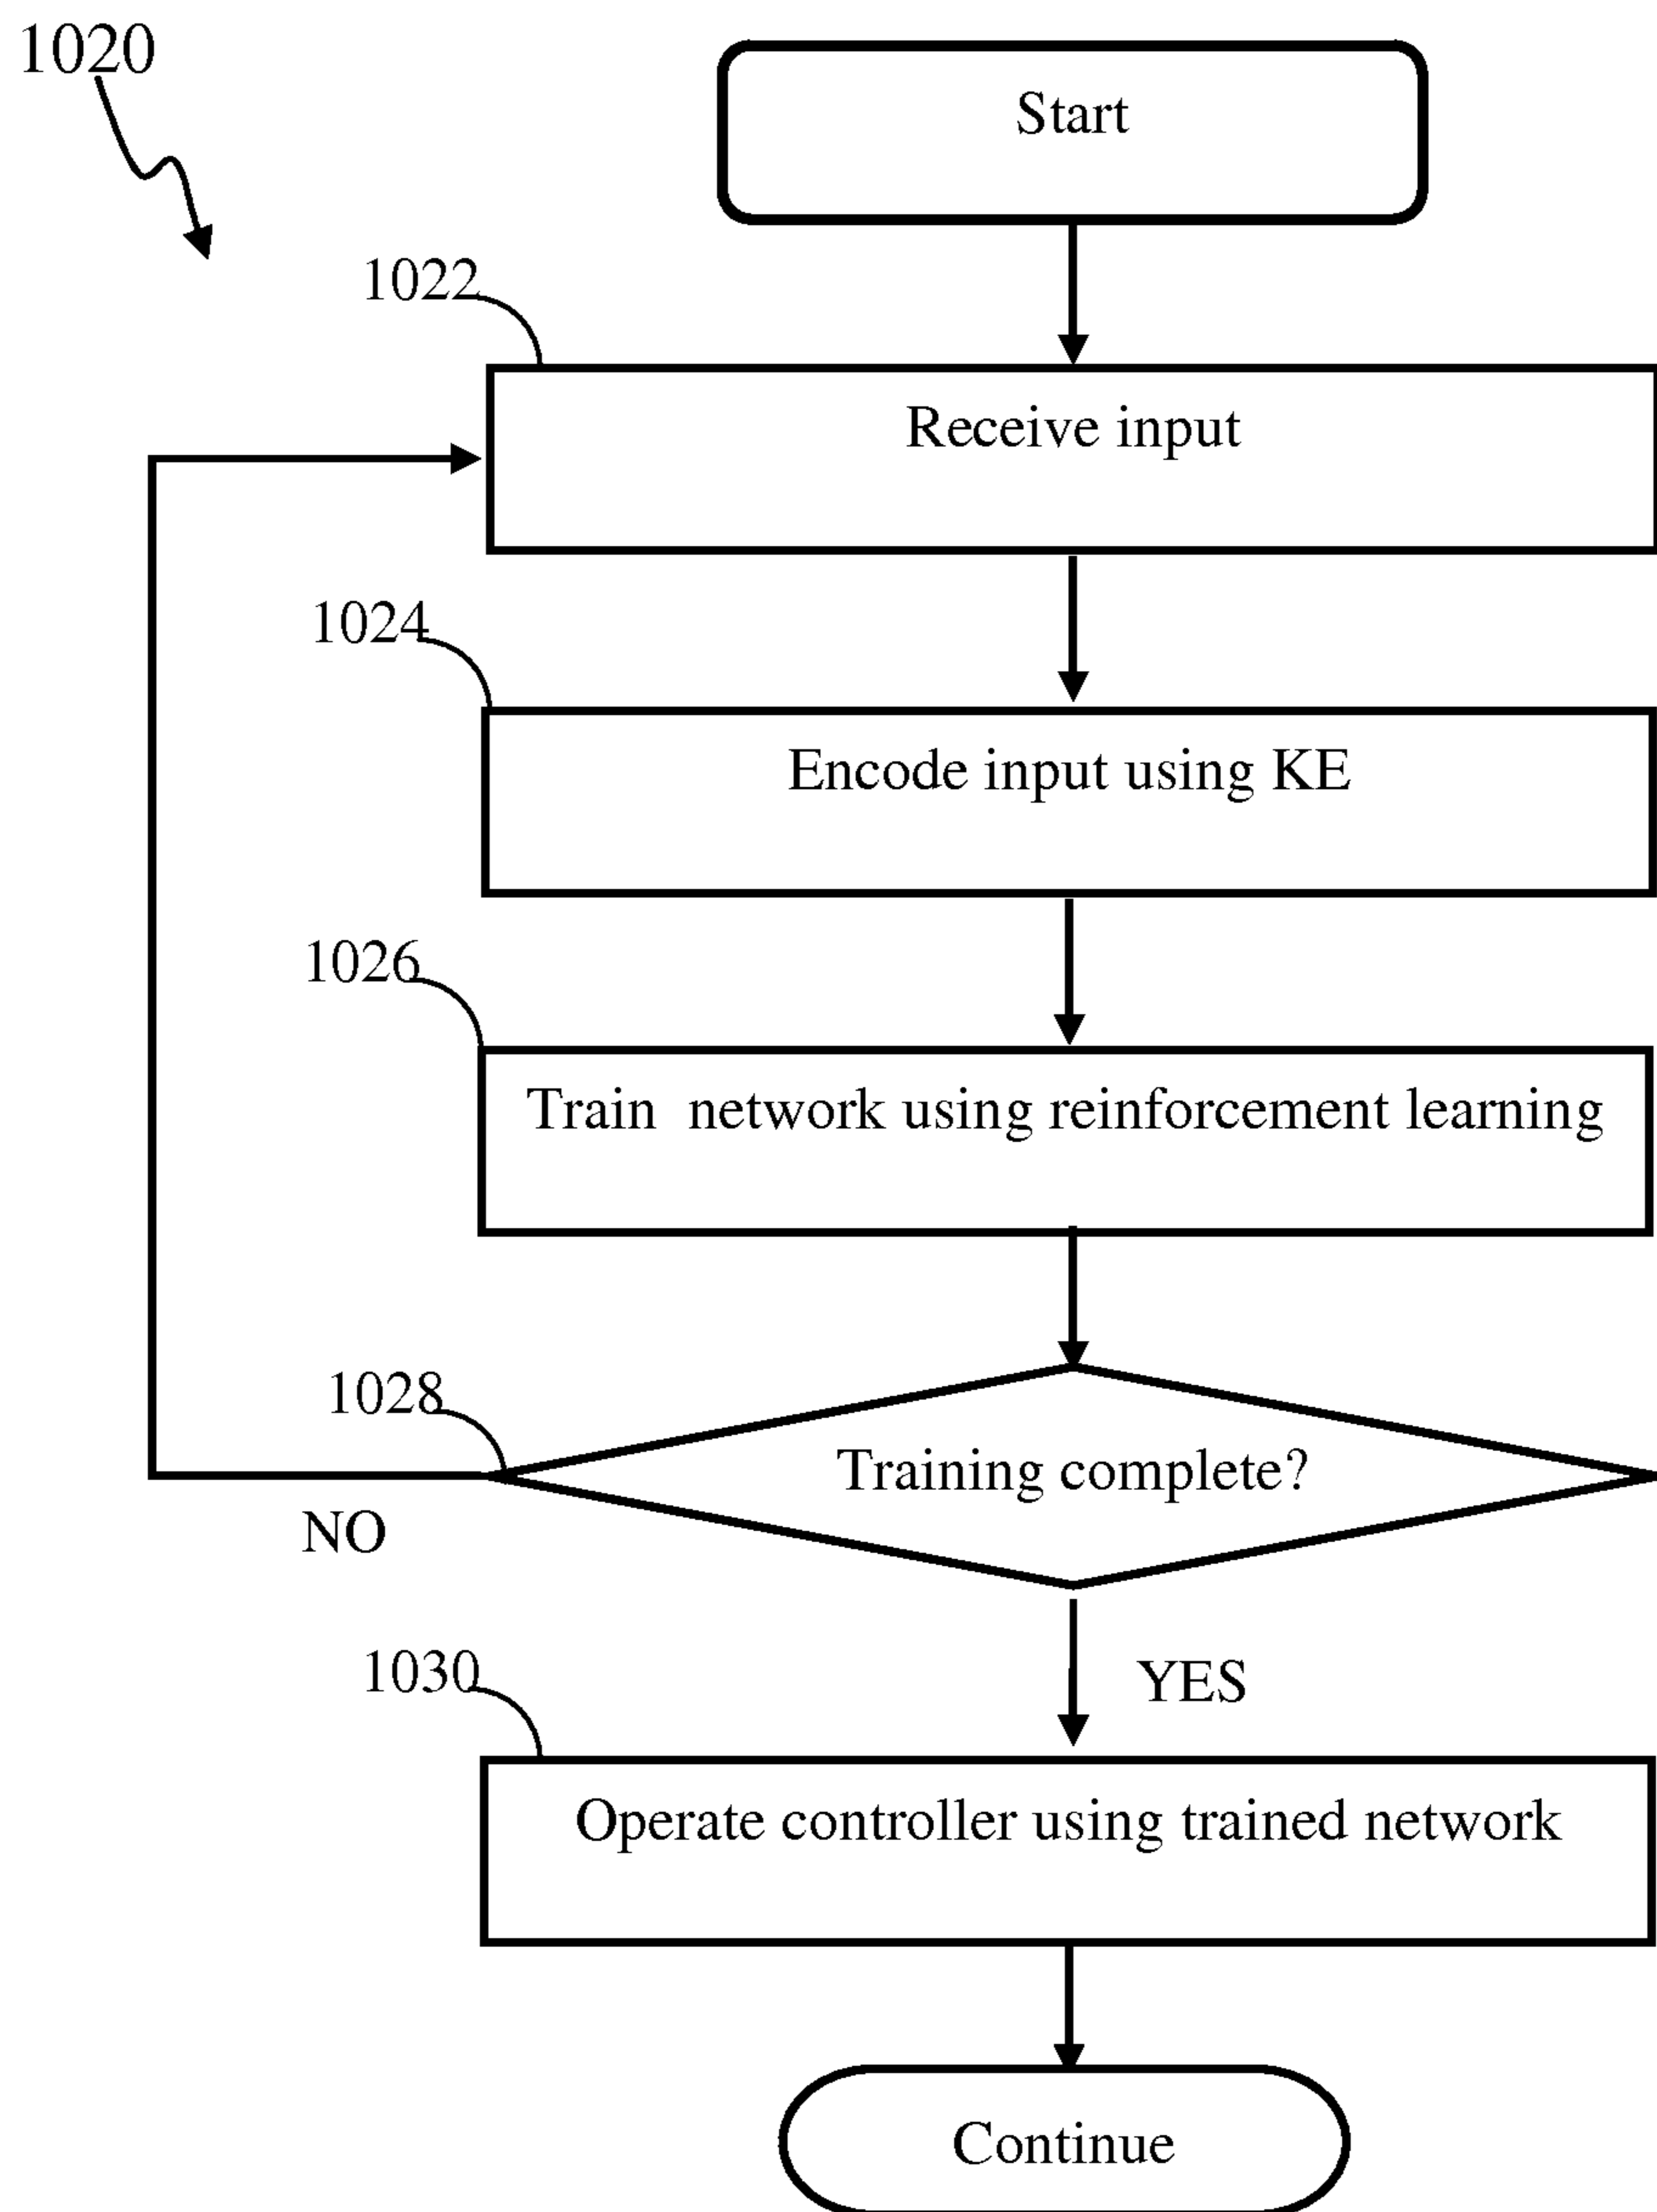 1020
Start
1022
Receive input
1024
Encode input using KE
1026
Train network using reinforcement learning
1028
Training complete?
NO
YES
1030
Operate controller using trained network
Continue